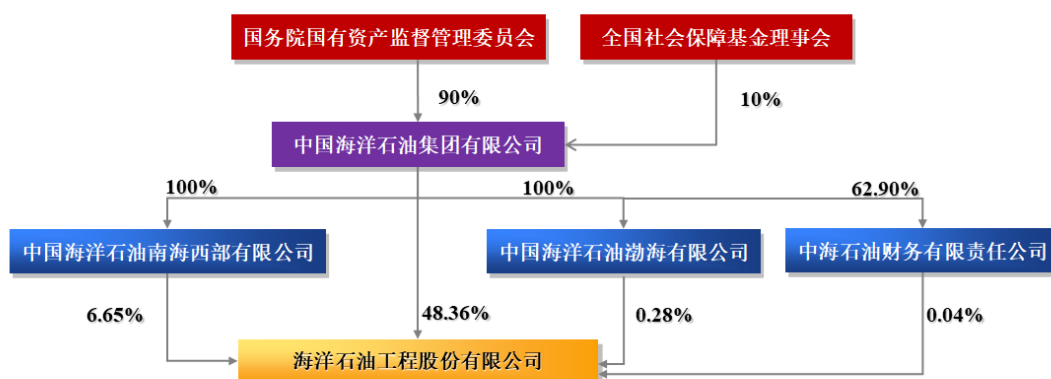 国务院国有资产监督管理委员会
全国社会保障基金理事会
90%
10%
中国海洋石油集团有限公司
100%
100%
62.90%
中国海洋石油南海西部有限公司
中国海洋石油渤海有限公司
中海石油财务有限责任公司
6.65%
48.36%
0.28%
0.04%
海洋石油工程股份有限公司